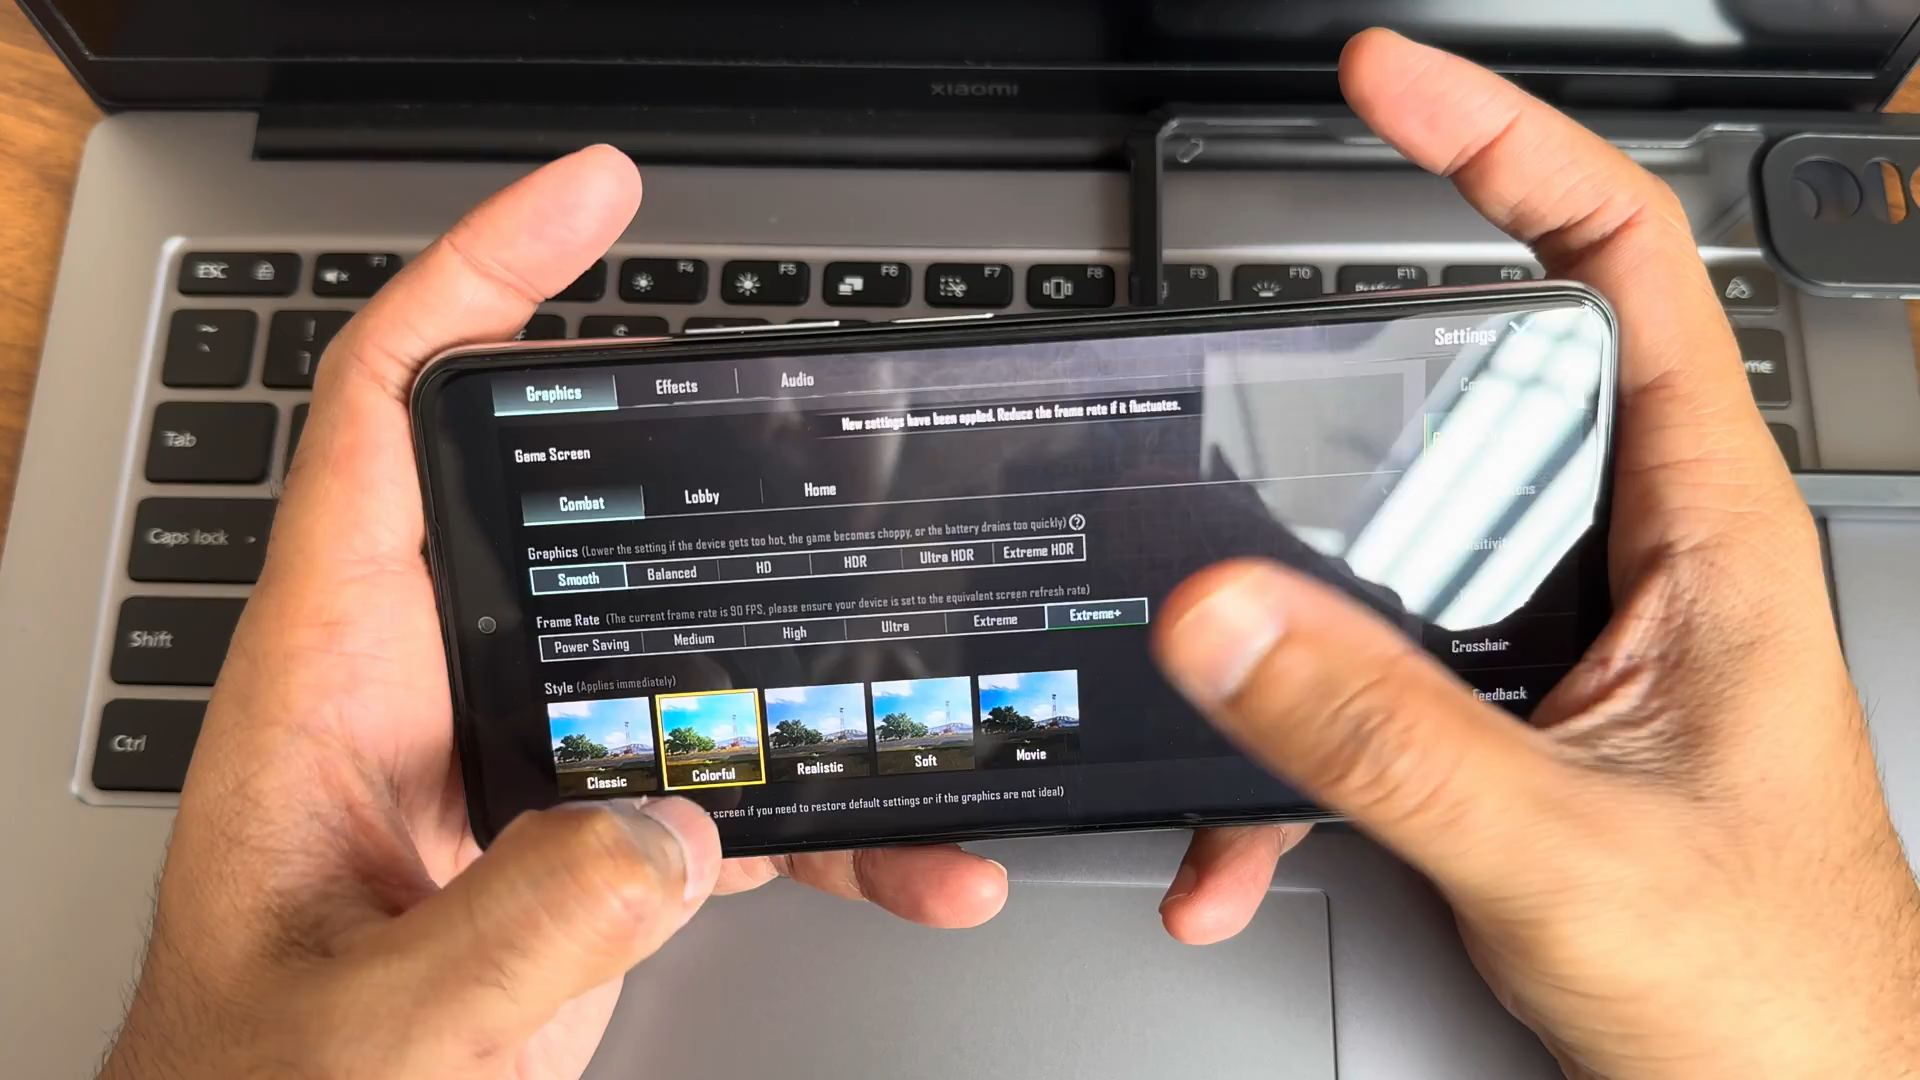 xiaomi
ESC
F1
F4
F5
F6
F7
F8
F9
F10
F11
F12
Tab
Caps lock
Shift
Ctrl
Settings
Graphics
Effects
Audio
New settings have been applied. Reduce the frame rate if it fluctuates.
Game Screen
Combat
Lobby
Home
Graphics (Lower the setting if the device gets too hot, the game becomes choppy, or the battery drains too quickly) ?
Smooth
Balanced
HD
HDR
Ultra HDR
Extreme HDR
Frame Rate (The current frame rate is 90 FPS, please ensure your device is set to the equivalent screen refresh rate)
Power Saving
Medium
High
Ultra
Extreme
Extreme+
Style (Applies immediately)
Classic
Colorful
Realistic
Soft
Movie
screen if you need to restore default settings or if the graphics are not ideal)
Crosshair
Feedback